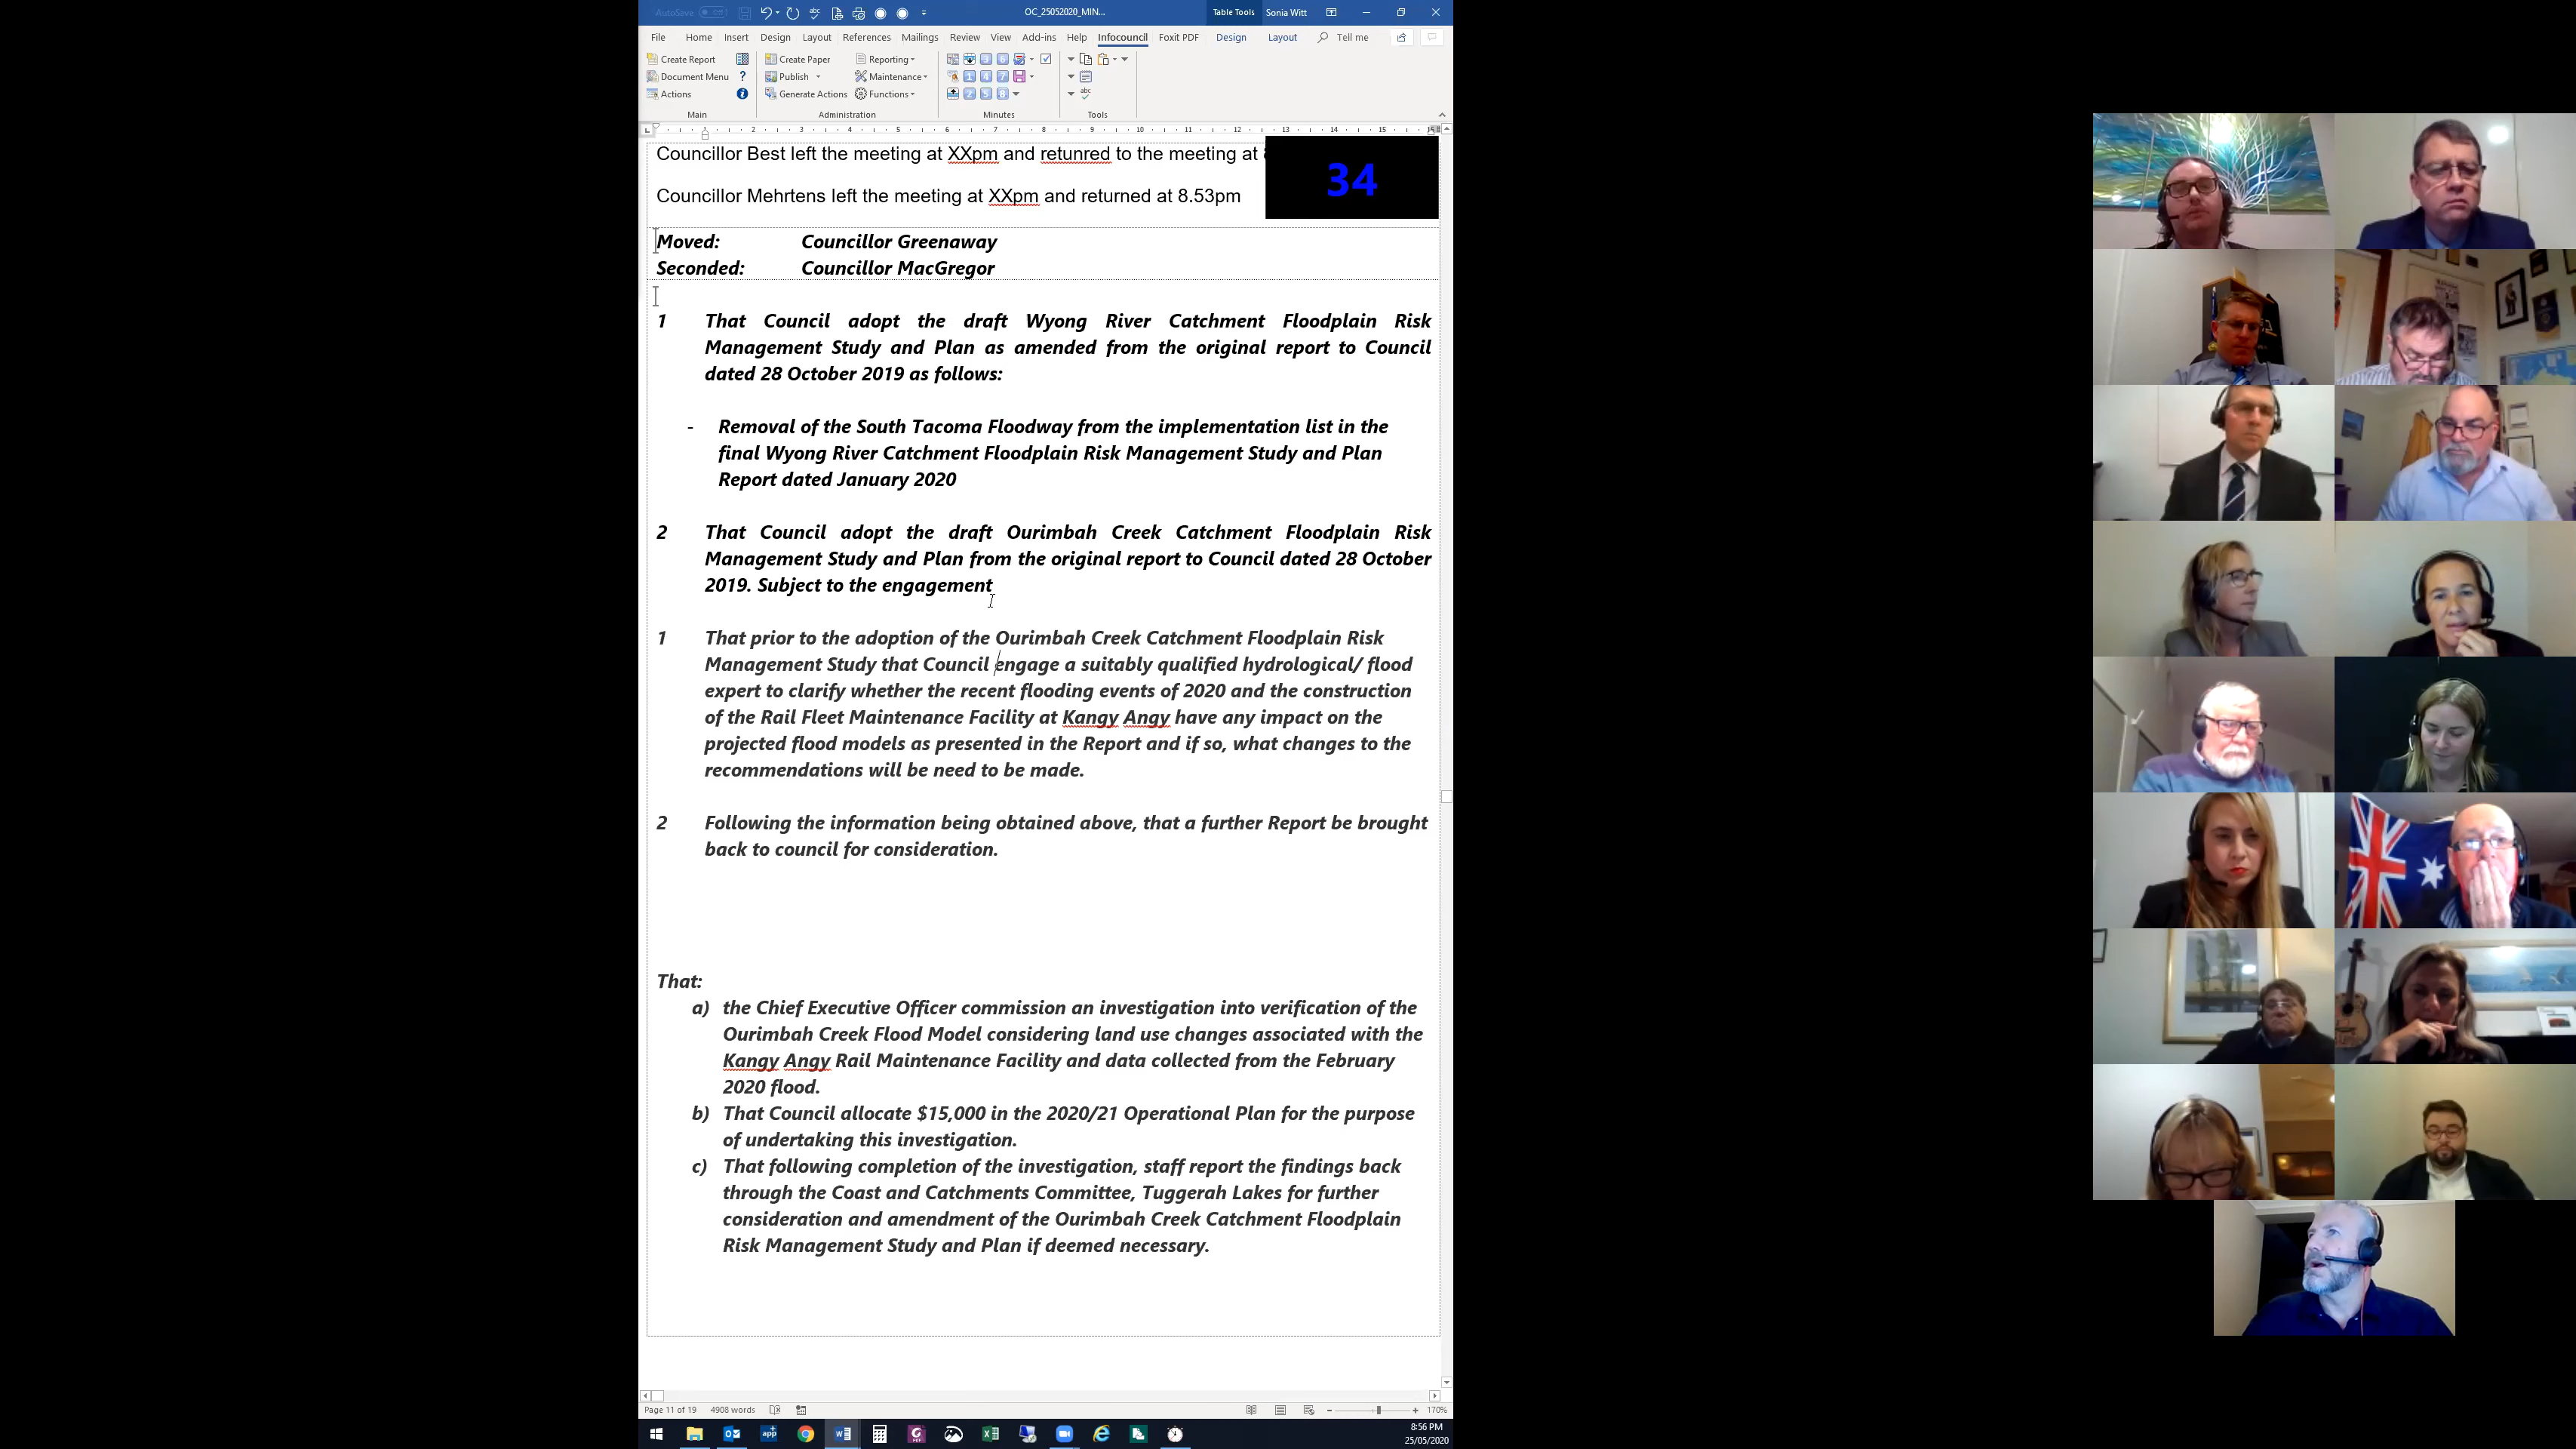 AutoSave Off
OC_25052020_MIN...
Table Tools
Sonia Witt
File Home Insert Design Layout References Mailings Review View Add-ins Help Infocouncil Foxit PDF Design Layout Tell me
Create Report
Document Menu
Actions
Main
Create Paper
Publish
Generate Actions
Reporting
Maintenance
Functions
Administration
Minutes
Tools
Councillor Best left the meeting at XXpm and retunred to the meeting at
34
Councillor Mehrtens left the meeting at XXpm and returned at 8.53pm
Moved: Councillor Greenaway
Seconded: Councillor MacGregor
1 That Council adopt the draft Wyong River Catchment Floodplain Risk
Management Study and Plan as amended from the original report to Council
dated 28 October 2019 as follows:
- Removal of the South Tacoma Floodway from the implementation list in the
final Wyong River Catchment Floodplain Risk Management Study and Plan
Report dated January 2020
2 That Council adopt the draft Ourimbah Creek Catchment Floodplain Risk
Management Study and Plan from the original report to Council dated 28 October
2019. Subject to the engagement
1 That prior to the adoption of the Ourimbah Creek Catchment Floodplain Risk
Management Study that Council engage a suitably qualified hydrological/ flood
expert to clarify whether the recent flooding events of 2020 and the construction
of the Rail Fleet Maintenance Facility at Kangy Angy have any impact on the
projected flood models as presented in the Report and if so, what changes to the
recommendations will be need to be made.
2 Following the information being obtained above, that a further Report be brought
back to council for consideration.
That:
a) the Chief Executive Officer commission an investigation into verification of the
Ourimbah Creek Flood Model considering land use changes associated with the
Kangy Angy Rail Maintenance Facility and data collected from the February
2020 flood.
b) That Council allocate $15,000 in the 2020/21 Operational Plan for the purpose
of undertaking this investigation.
c) That following completion of the investigation, staff report the findings back
through the Coast and Catchments Committee, Tuggerah Lakes for further
consideration and amendment of the Ourimbah Creek Catchment Floodplain
Risk Management Study and Plan if deemed necessary.
Page 11 of 19 4908 words
170%
8:56 PM
25/05/2020